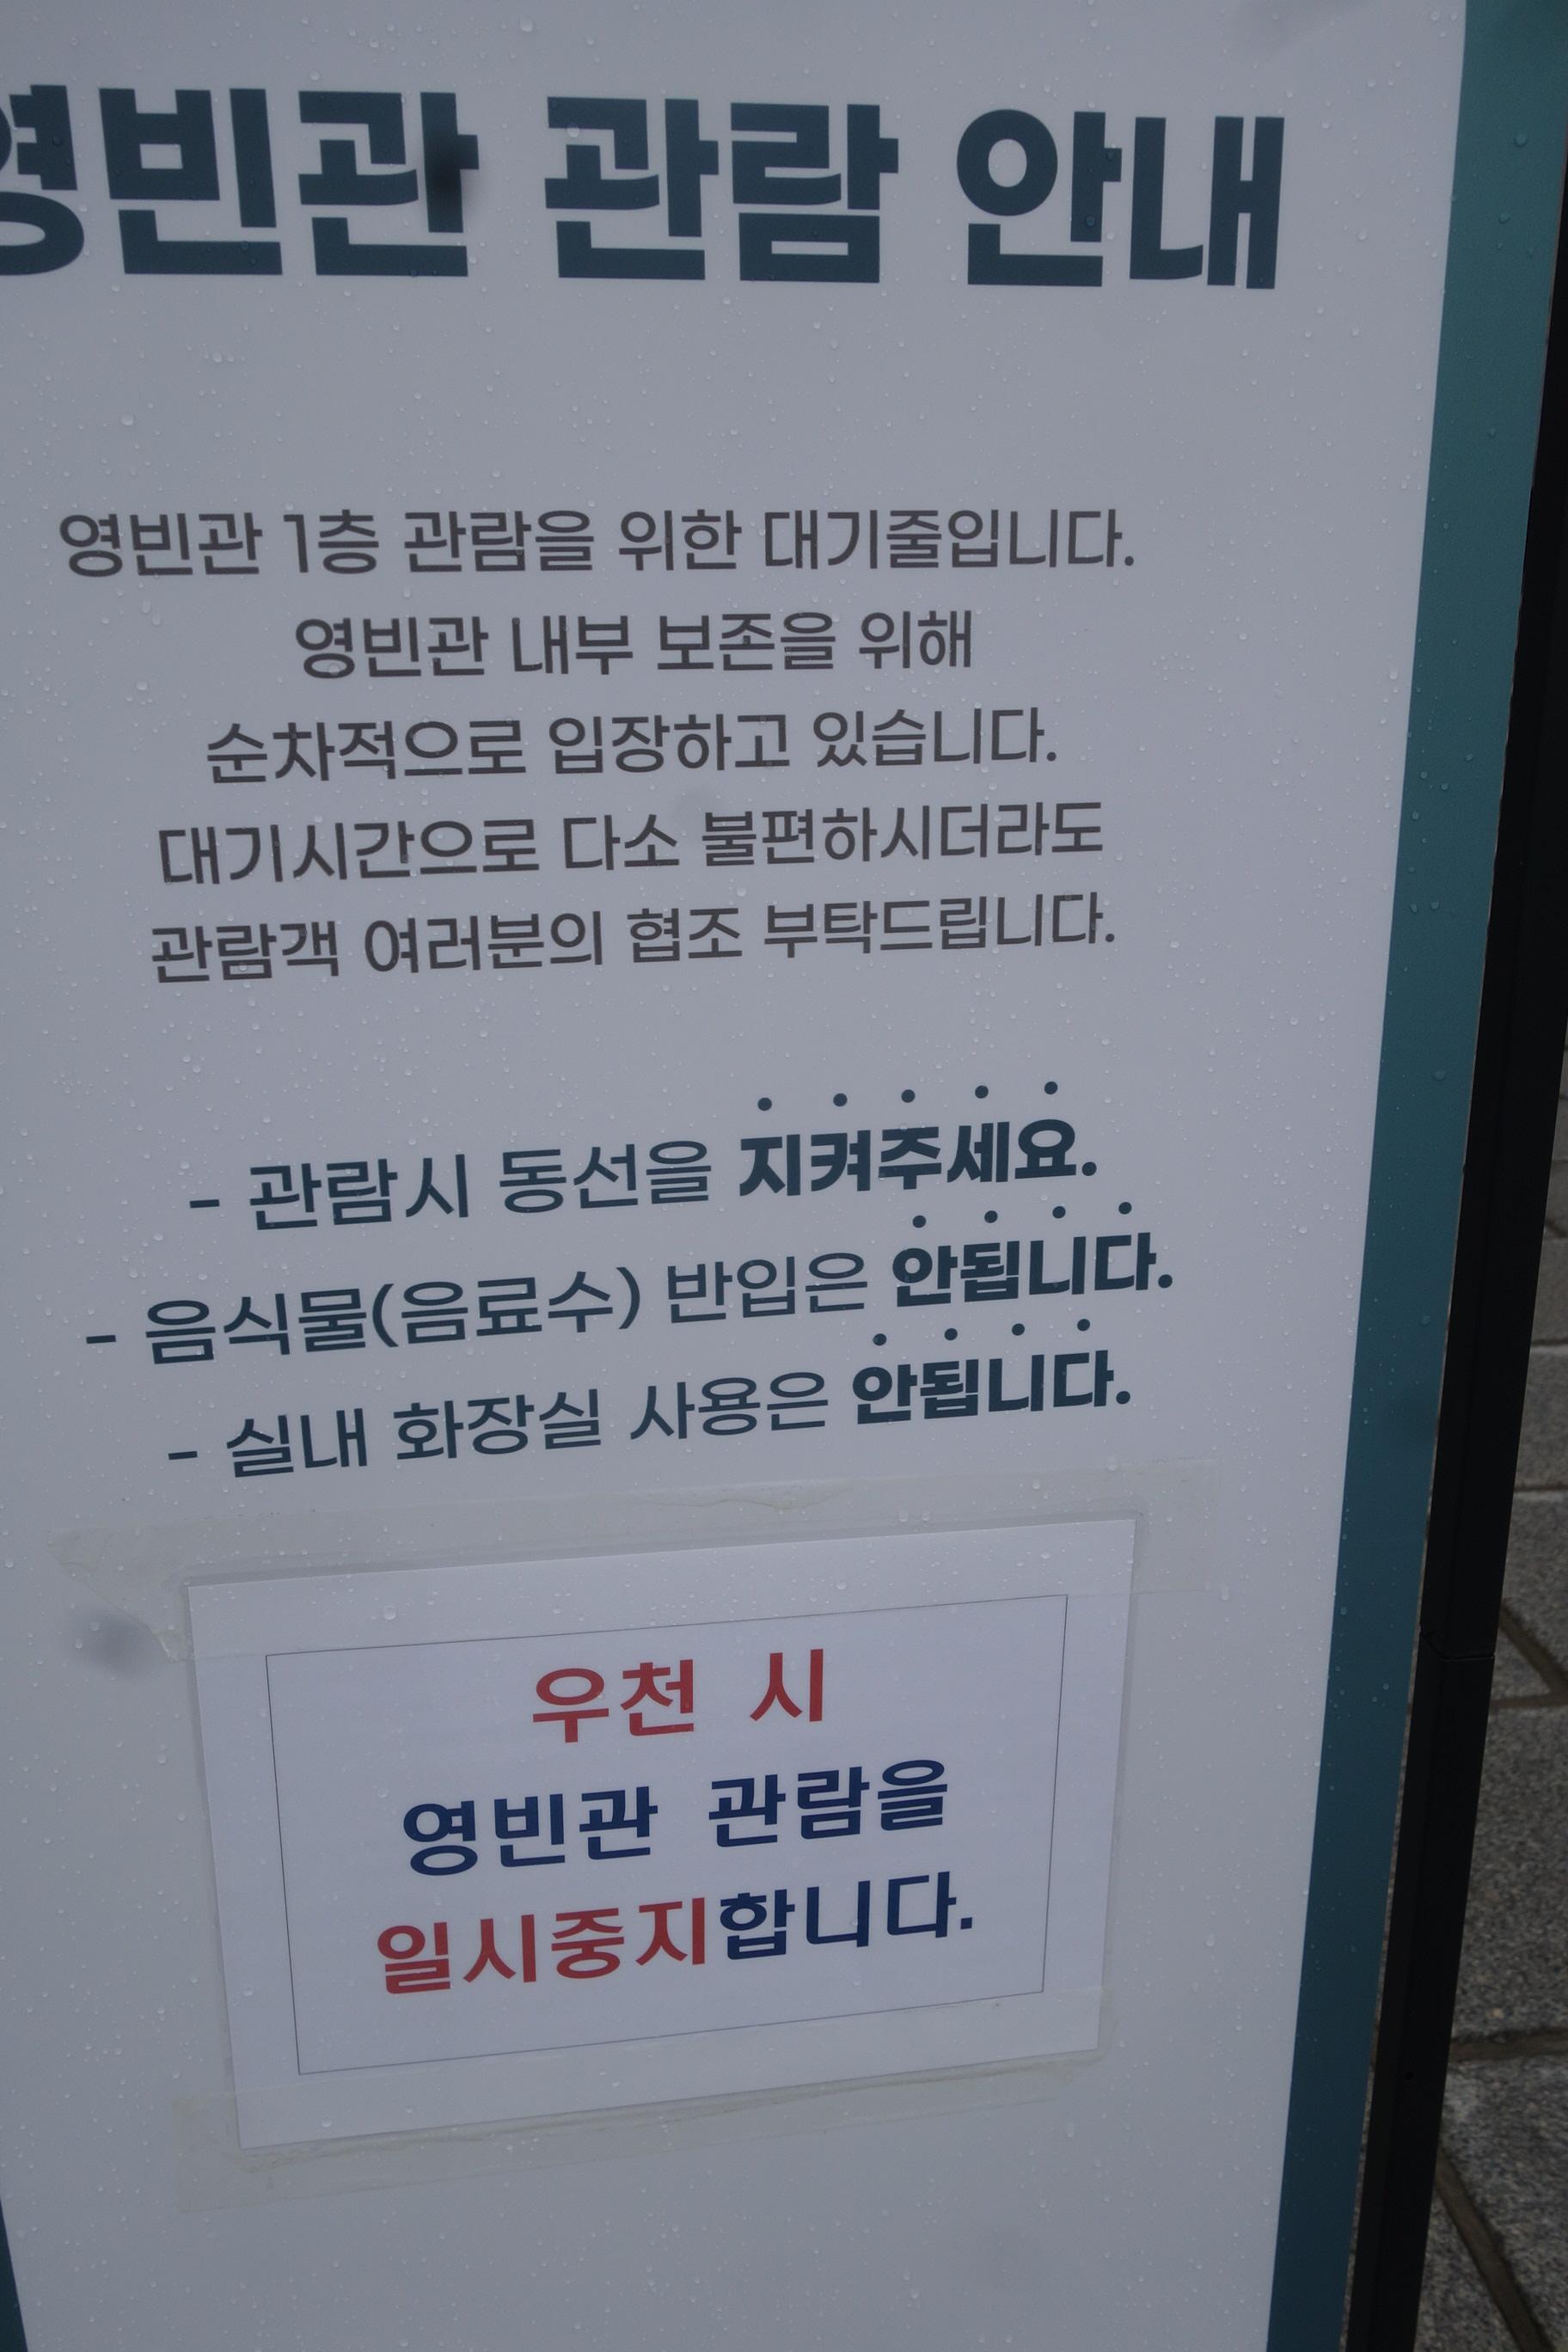 영빈관 관람 안내
영빈관 1층 관람을 위한 대기줄입니다.
영빈관 내부 보존을 위해
순차적으로 입장하고 있습니다.
대기시간으로 다소 불편하시더라도
관람객 여러분의 협조 부탁드립니다.
- 관람시 동선을 지켜주세요.
- 음식물(음료수) 반입은 안됩니다.
- 실내 화장실 사용은 안됩니다.
우천 시
영빈관 관람을
일시중지합니다.